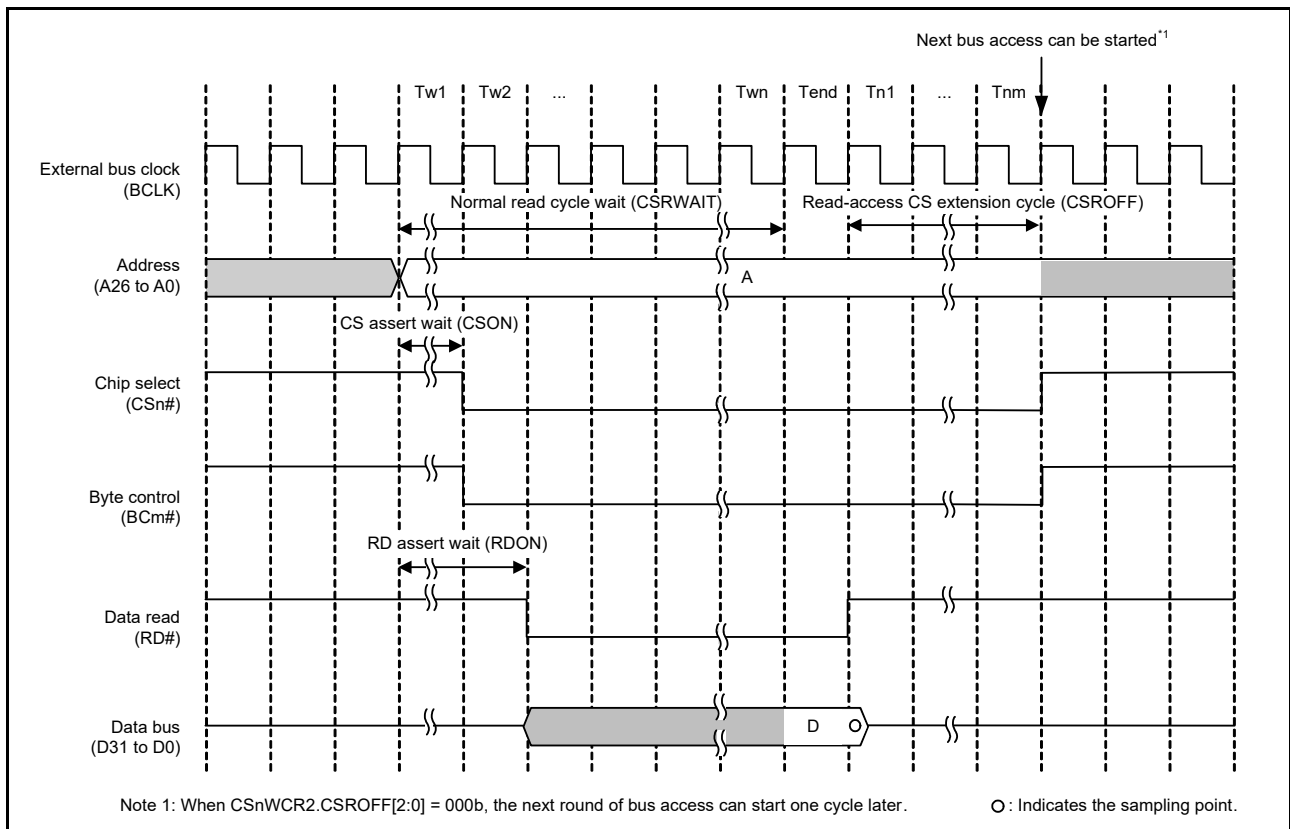 Next bus access can be started*1
Tw1 Tw2 ... Twn Tend Tn1 ... Tnm
External bus clock
(BCLK)
Normal read cycle wait (CSRWAIT) Read-access CS extension cycle (CSROFF)
Address
(A26 to A0)
A
CS assert wait (CSON)
Chip select
(CSn#)
Byte control
(BCm#)
RD assert wait (RDON)
Data read
(RD#)
Data bus
(D31 to D0)
D
Note 1: When CSnWCR2.CSROFF[2:0] = 000b, the next round of bus access can start one cycle later.
: Indicates the sampling point.